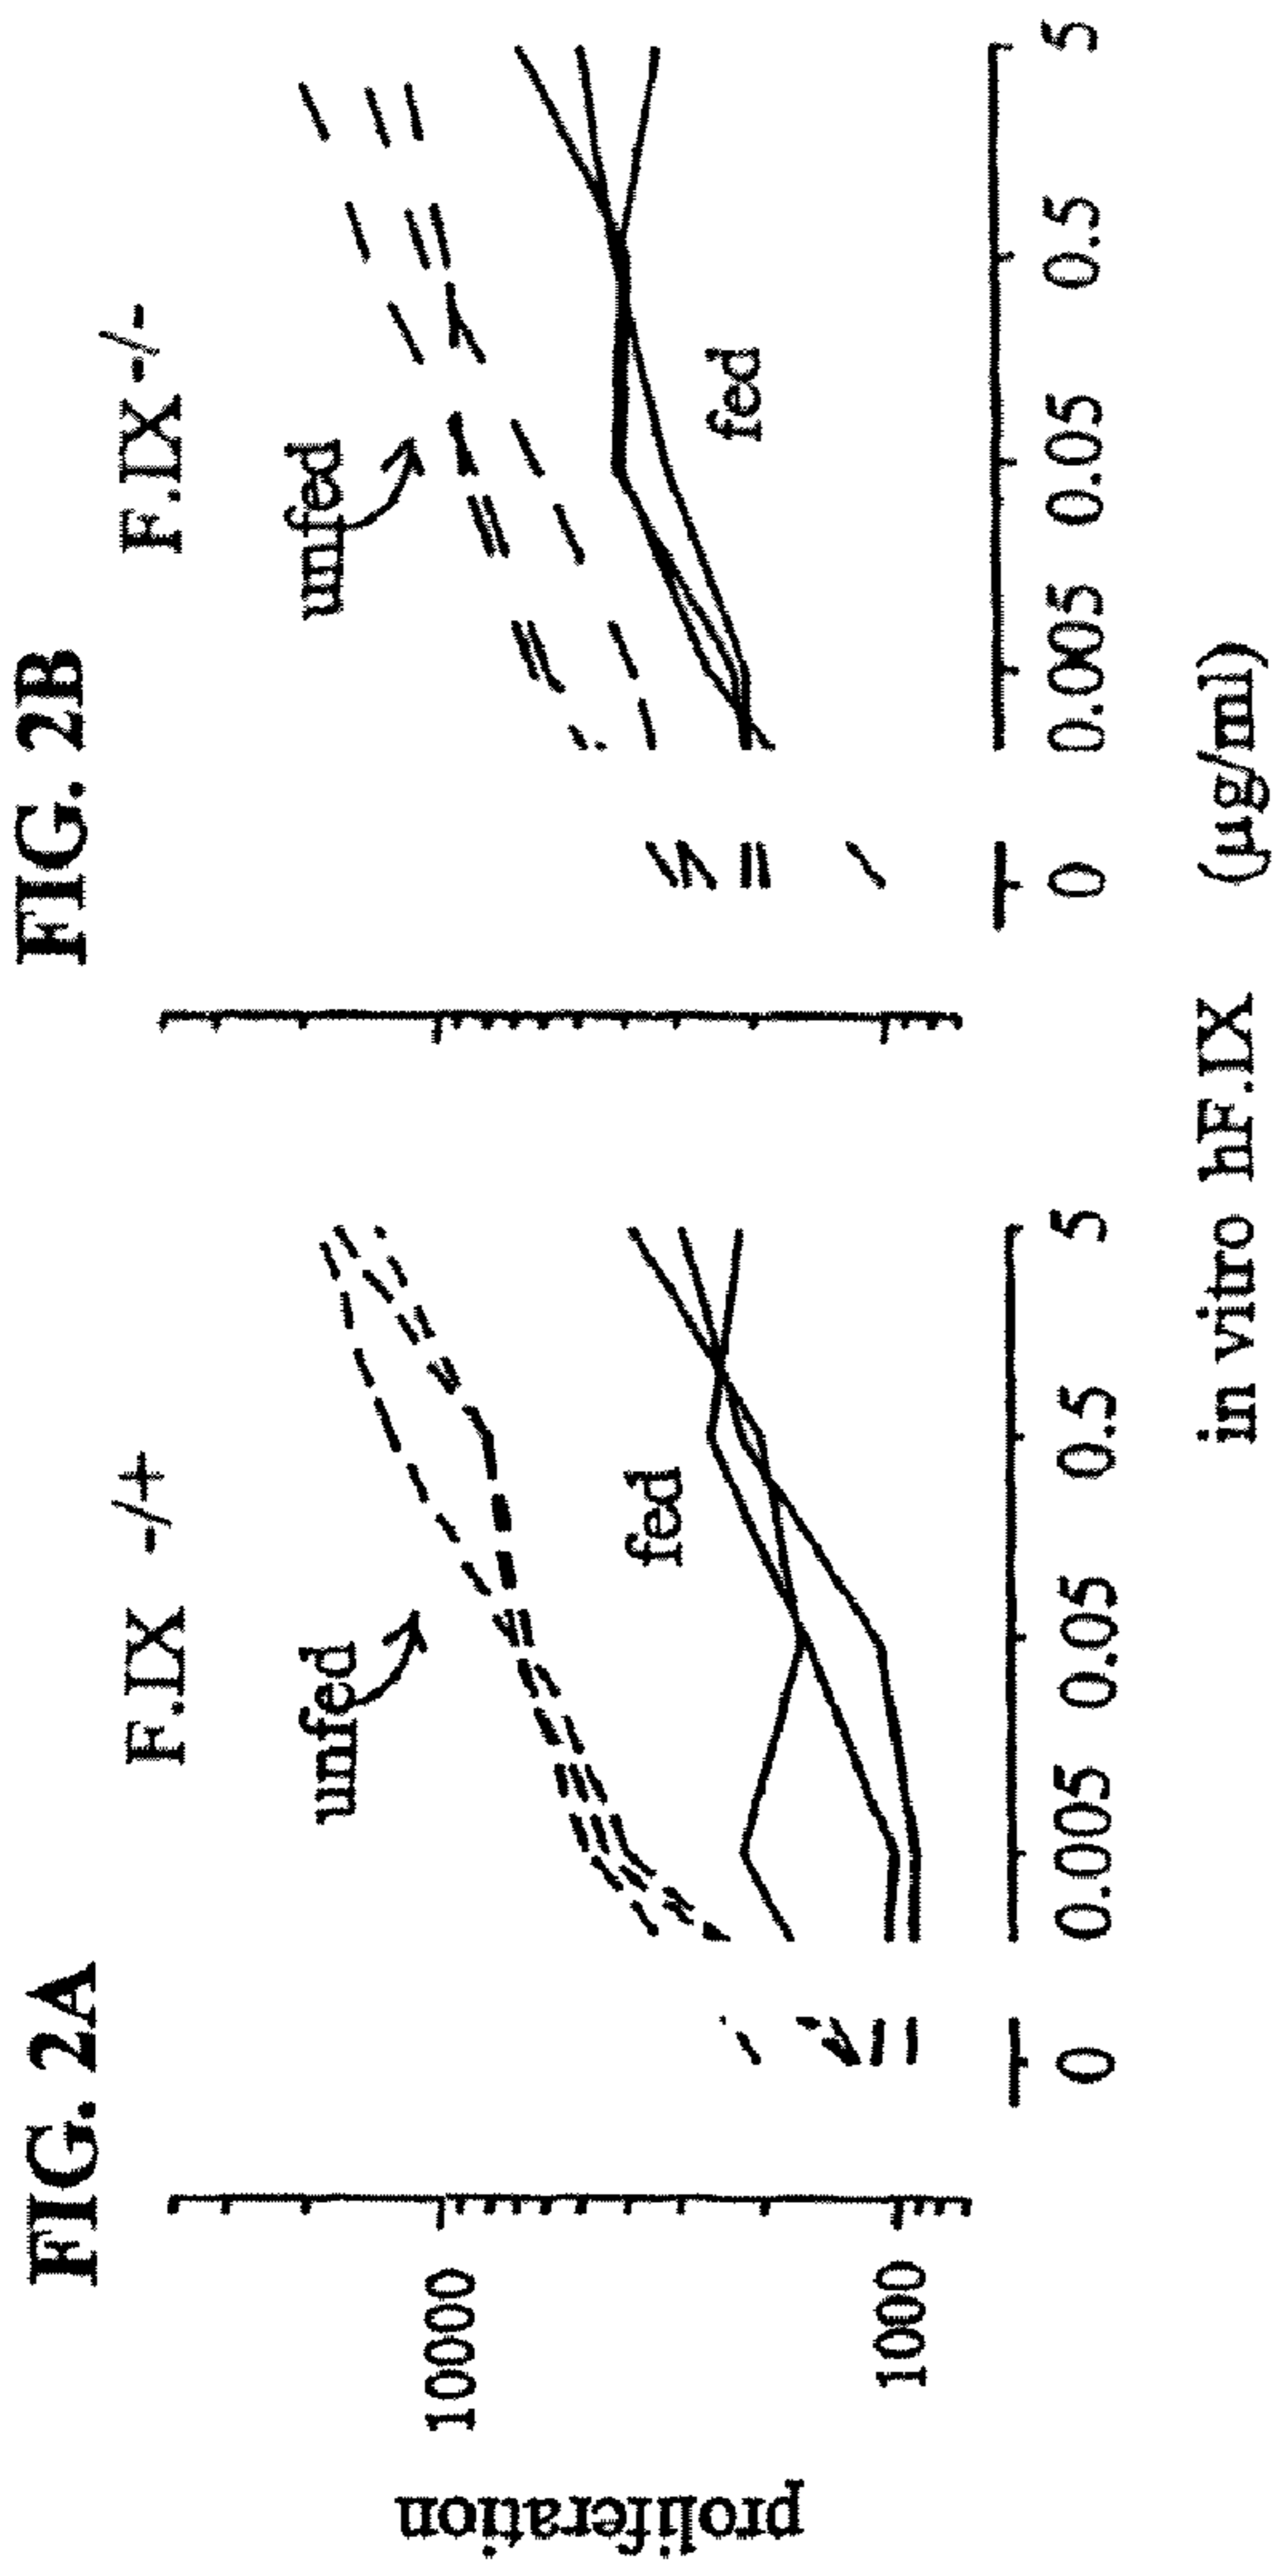 FIG. 2A
F.IX -/+
unfed
fed
proliferation
10000
1000
0 0.005 0.05 0.5 5
FIG. 2B
F.IX -/-
unfed
fed
0 0.005 0.05 0.5 5
in vitro hF.IX (µg/ml)